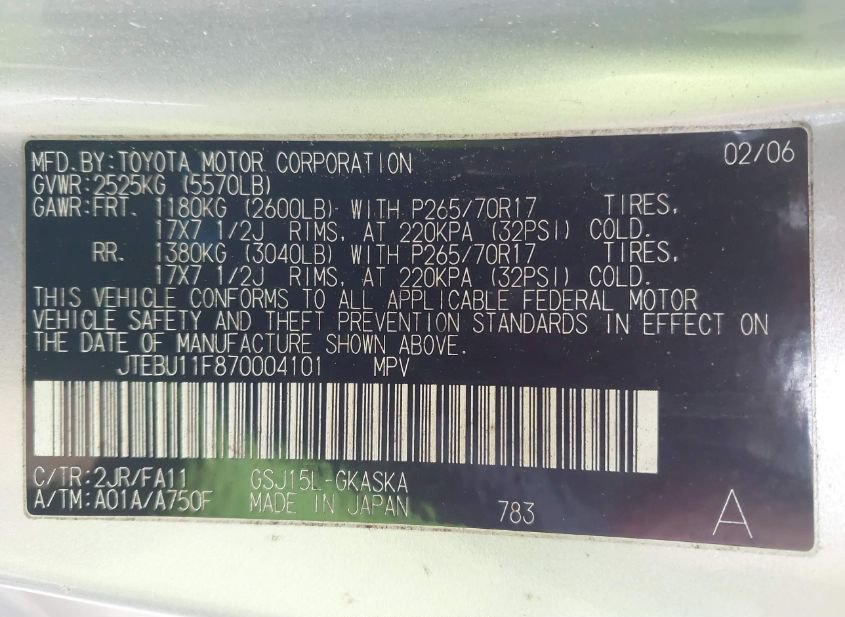 MFD.BY:TOYOTA MOTOR CORPORATION 02/06
GVWR:2525KG (5570LB)
GAWR:FRT. 1180KG (2600LB) WITH P265/70R17 TIRES,
17X7 1/2J RIMS, AT 220KPA (32PSI) COLD.
RR. 1380KG (3040LB) WITH P265/70R17 TIRES,
17X7 1/2J RIMS, AT 220KPA (32PSI) COLD.
THIS VEHICLE CONFORMS TO ALL APPLICABLE FEDERAL MOTOR
VEHICLE SAFETY AND THEFT PREVENTION STANDARDS IN EFFECT ON
THE DATE OF MANUFACTURE SHOWN ABOVE.
JTEBU11F870004101 MPV
C/TR:2JR/FA11 GSJ15L-GKASKA
A/TM:A01A/A750F MADE IN JAPAN 783 A